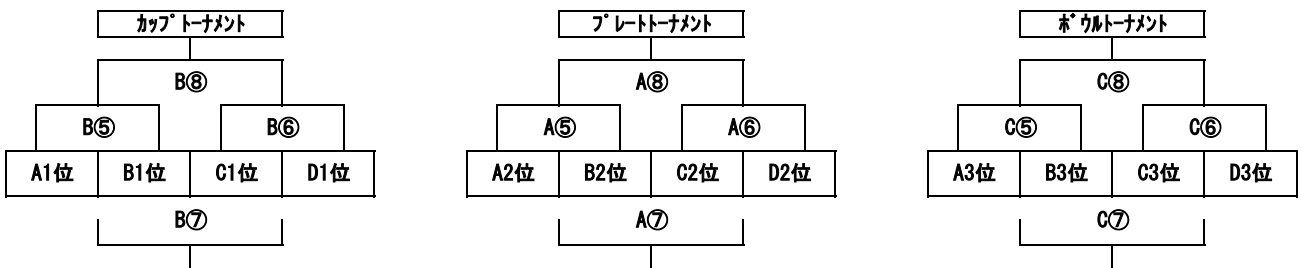 カップトーナメント プレートトーナメント ボウルトーナメント
B⑧ A⑧ C⑧
B⑤ B⑥ A⑤ A⑥ C⑤ C⑥
A1位 B1位 C1位 D1位 A2位 B2位 C2位 D2位 A3位 B3位 C3位 D3位
B⑦ A⑦ C⑦